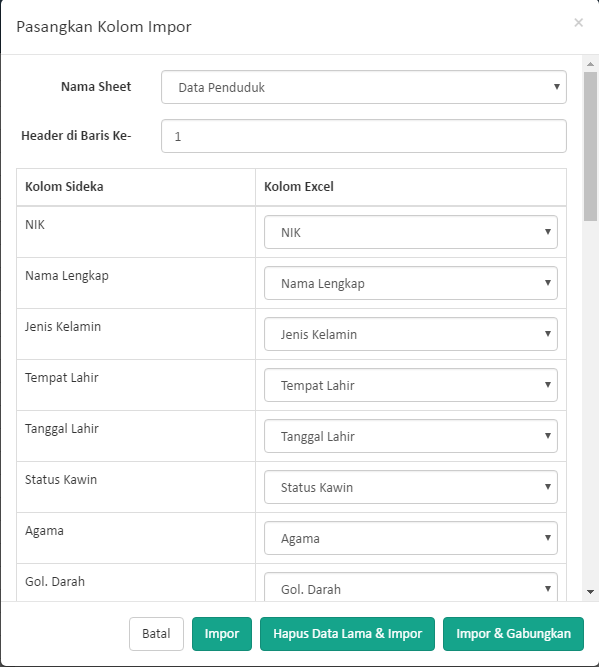 Pasangkan Kolom Impor ×
Nama Sheet Data Penduduk
Header di Baris Ke- 1
Kolom Sideka Kolom Excel
NIK NIK
Nama Lengkap Nama Lengkap
Jenis Kelamin Jenis Kelamin
Tempat Lahir Tempat Lahir
Tanggal Lahir Tanggal Lahir
Status Kawin Status Kawin
Agama Agama
Gol. Darah Gol. Darah
Batal Impor Hapus Data Lama & Impor Impor & Gabungkan